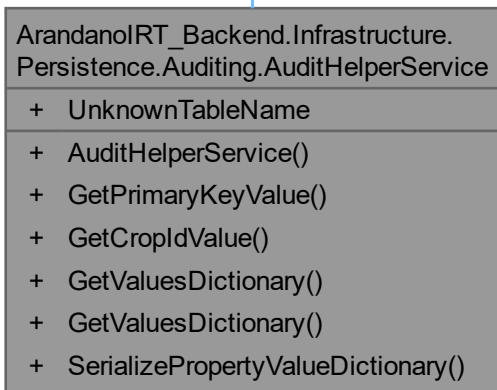 ArandanoIRT_Backend.Infrastructure.
Persistence.Auditing.AuditHelperService
+ UnknownTableName
+ AuditHelperService()
+ GetPrimaryKeyValue()
+ GetCropIdValue()
+ GetValuesDictionary()
+ GetValuesDictionary()
+ SerializePropertyValueDictionary()